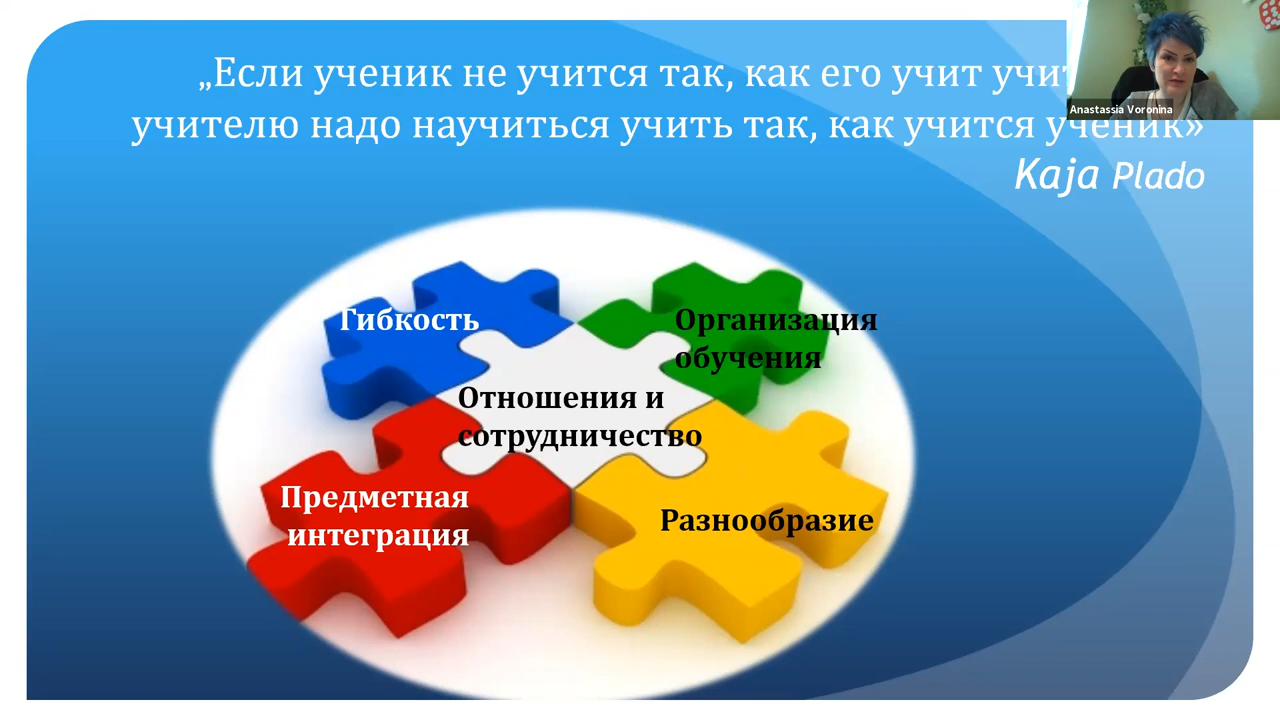 „Если ученик не учится так, как его учит
учителю надо научиться учить так, как учится ученик»
Kaja Plado
Anastassia Voronina
Гибкость
Организация
обучения
Отношения и
сотрудничество
Предметная
интеграция
Разнообразие